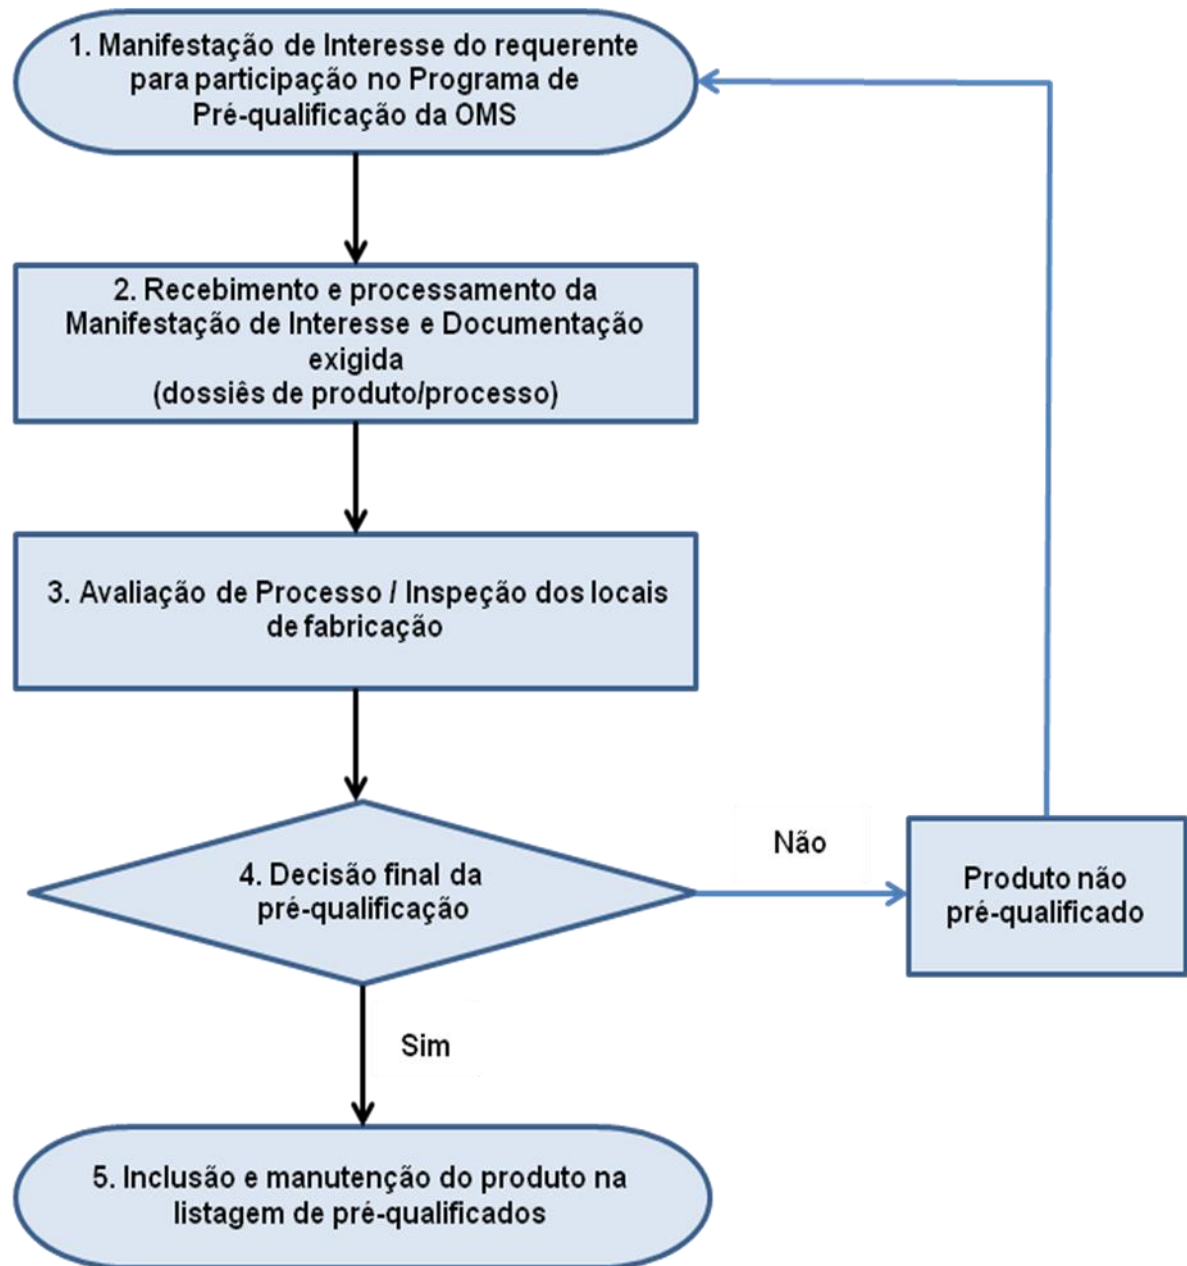 1. Manifestação de Interesse do requerente
para participação no Programa de
Pré-qualificação da OMS
2. Recebimento e processamento da
Manifestação de Interesse e Documentação
exigida
(dossiês de produto/processo)
3. Avaliação de Processo / Inspeção dos locais
de fabricação
4. Decisão final da
pré-qualificação
Não
Produto não
pré-qualificado
Sim
5. Inclusão e manutenção do produto na
listagem de pré-qualificados